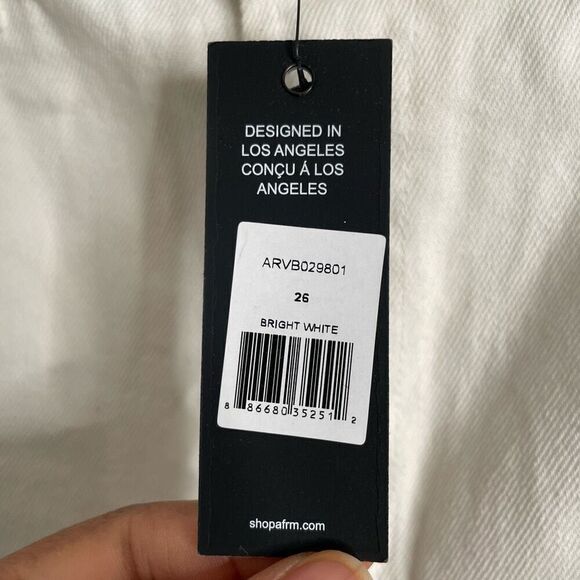 DESIGNED IN
LOS ANGELES
CONÇU Á LOS
ANGELES
ARVB029801
26
BRIGHT WHITE
8 86680 35251 2
shopafrm.com